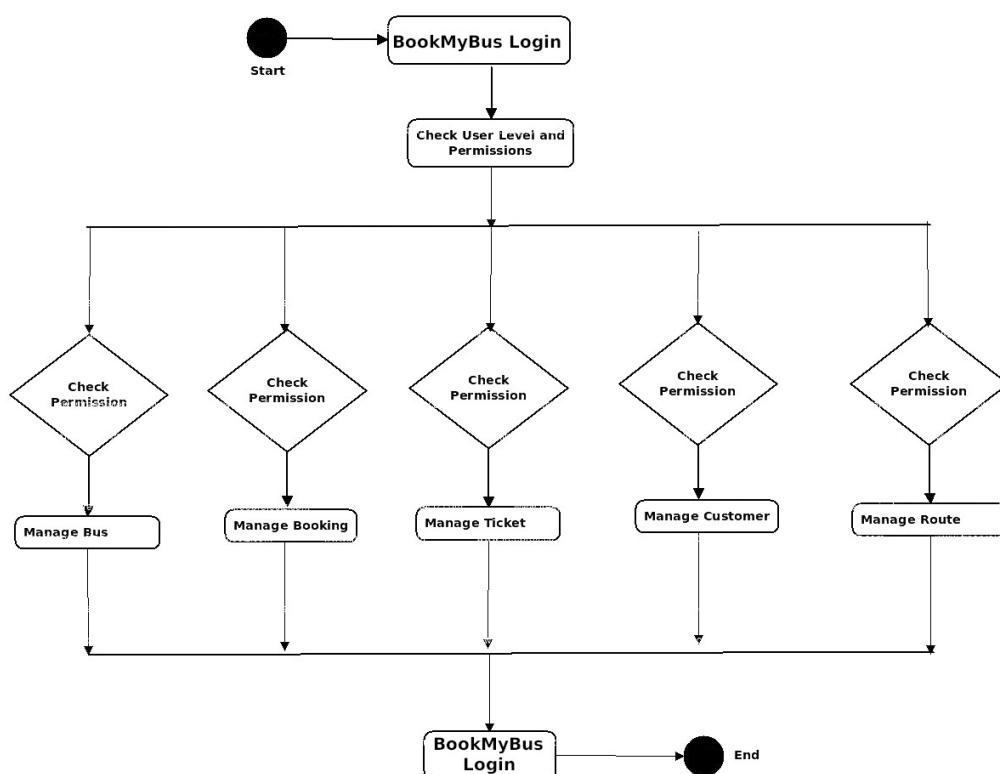 BookMyBus Login
Start
Check User Level and
Permissions
Check
Permission
Check
Permission
Check
Permission
Check
Permission
Check
Permission
Manage Bus
Manage Booking
Manage Ticket
Manage Customer
Manage Route
BookMyBus
Login
End